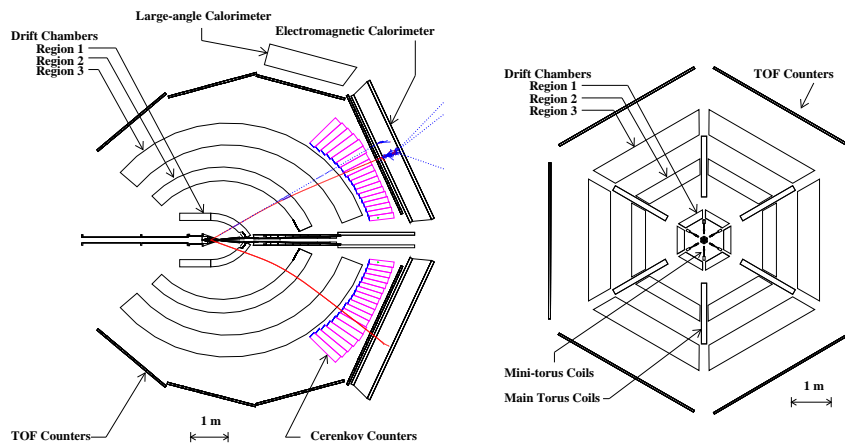 Large-angle Calorimeter
Electromagnetic Calorimeter
Drift Chambers
Region 1
Region 2
Region 3
TOF Counters
1 m
Cerenkov Counters
Drift Chambers
Region 1
Region 2
Region 3
TOF Counters
Mini-torus Coils
Main Torus Coils
1 m